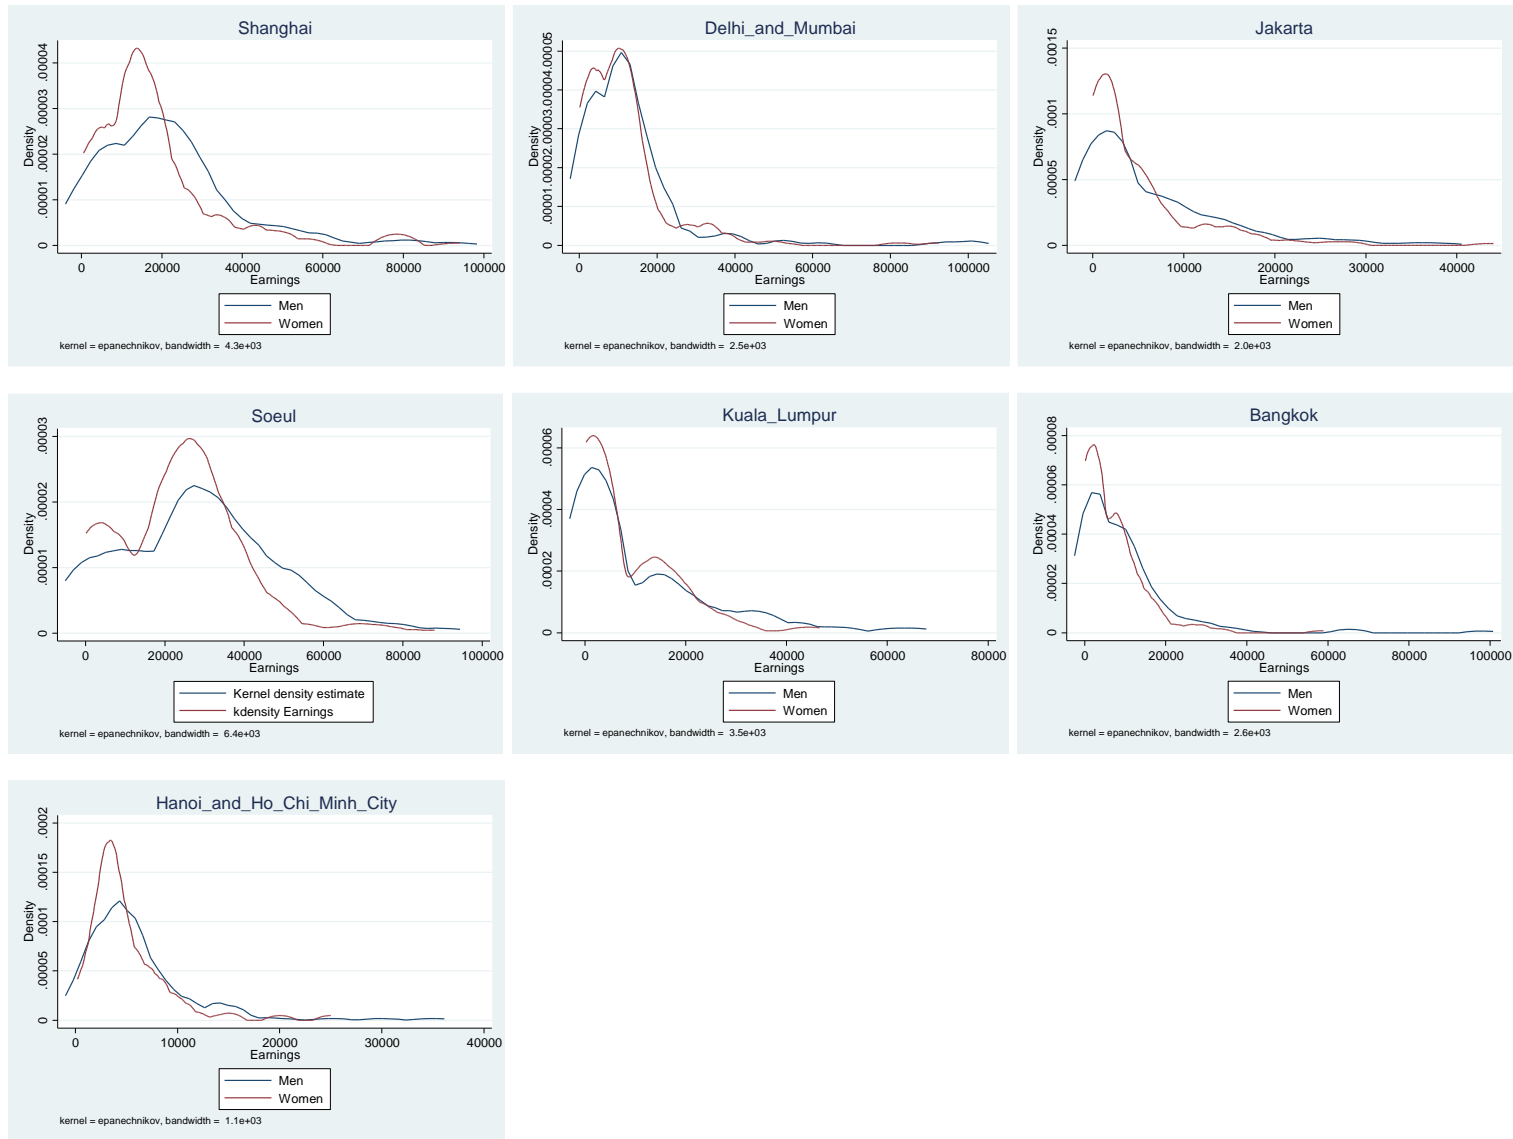 Shanghai
Density
0 .00001 .00002 .00003 .00004
0 20000 40000 60000 80000 100000
Earnings
Men
Women
kernel = epanechnikov, bandwidth = 4.3e+03
Delhi_and_Mumbai
Density
0 .00001 .00002 .00003 .00004 .00005
0 20000 40000 60000 80000 100000
Earnings
Men
Women
kernel = epanechnikov, bandwidth = 2.5e+03
Jakarta
Density
0 .00005 .0001 .00015
0 10000 20000 30000 40000
Earnings
Men
Women
kernel = epanechnikov, bandwidth = 2.0e+03
Soeul
Density
0 .00001 .00002 .00003
0 20000 40000 60000 80000 100000
Earnings
Kernel density estimate
kdensity Earnings
kernel = epanechnikov, bandwidth = 6.4e+03
Kuala_Lumpur
Density
0 .00002 .00004 .00006
0 20000 40000 60000 80000
Earnings
Men
Women
kernel = epanechnikov, bandwidth = 3.5e+03
Bangkok
Density
0 .00002 .00004 .00006 .00008
0 20000 40000 60000 80000 100000
Earnings
Men
Women
kernel = epanechnikov, bandwidth = 2.6e+03
Hanoi_and_Ho_Chi_Minh_City
Density
0 .00005 .0001 .00015 .0002
0 10000 20000 30000 40000
Earnings
Men
Women
kernel = epanechnikov, bandwidth = 1.1e+03